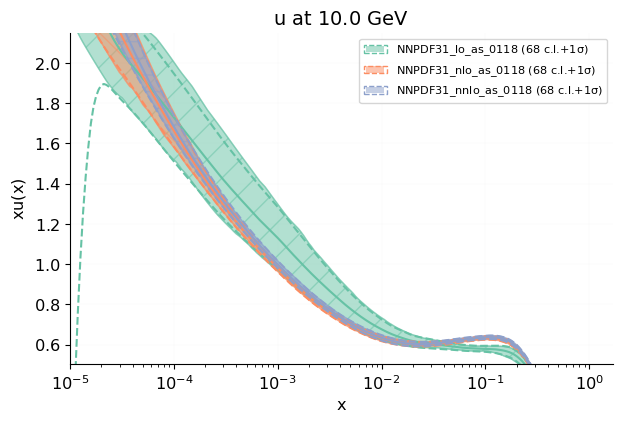 u at 10.0 GeV
NNPDF31_lo_as_0118 (68 c.l.+1σ)
NNPDF31_nlo_as_0118 (68 c.l.+1σ)
NNPDF31_nnlo_as_0118 (68 c.l.+1σ)
xu(x)
2.0
1.8
1.6
1.4
1.2
1.0
0.8
0.6
10⁻⁵ 10⁻⁴ 10⁻³ 10⁻² 10⁻¹ 10⁰
x